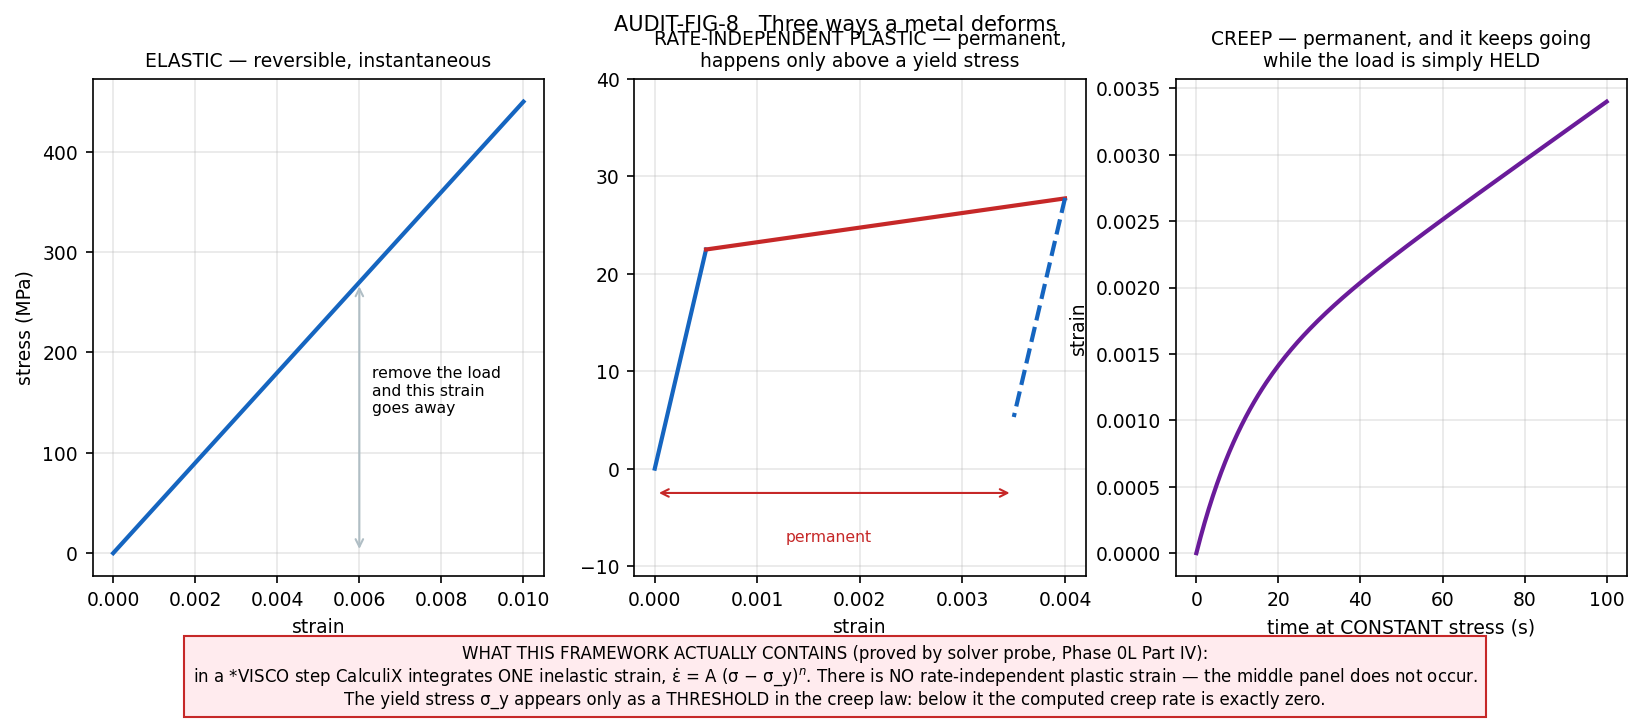 AUDIT-FIG-8   Three ways a metal deforms
ELASTIC — reversible, instantaneous
RATE-INDEPENDENT PLASTIC — permanent,
happens only above a yield stress
CREEP — permanent, and it keeps going
while the load is simply HELD
stress (MPa)
400
300
200
100
0
remove the load
and this strain
goes away
0.000 0.002 0.004 0.006 0.008 0.010
strain
40
30
20
10
0
−10
permanent
0.000 0.001 0.002 0.003 0.004
strain
strain
0.0035
0.0030
0.0025
0.0020
0.0015
0.0010
0.0005
0.0000
0 20 40 60 80 100
time at CONSTANT stress (s)
WHAT THIS FRAMEWORK ACTUALLY CONTAINS (proved by solver probe, Phase 0L Part IV):
in a *VISCO step CalculiX integrates ONE inelastic strain, ε̇ = A (σ − σ_y)ⁿ. There is NO rate-independent plastic strain — the middle panel does not occur.
The yield stress σ_y appears only as a THRESHOLD in the creep law: below it the computed creep rate is exactly zero.